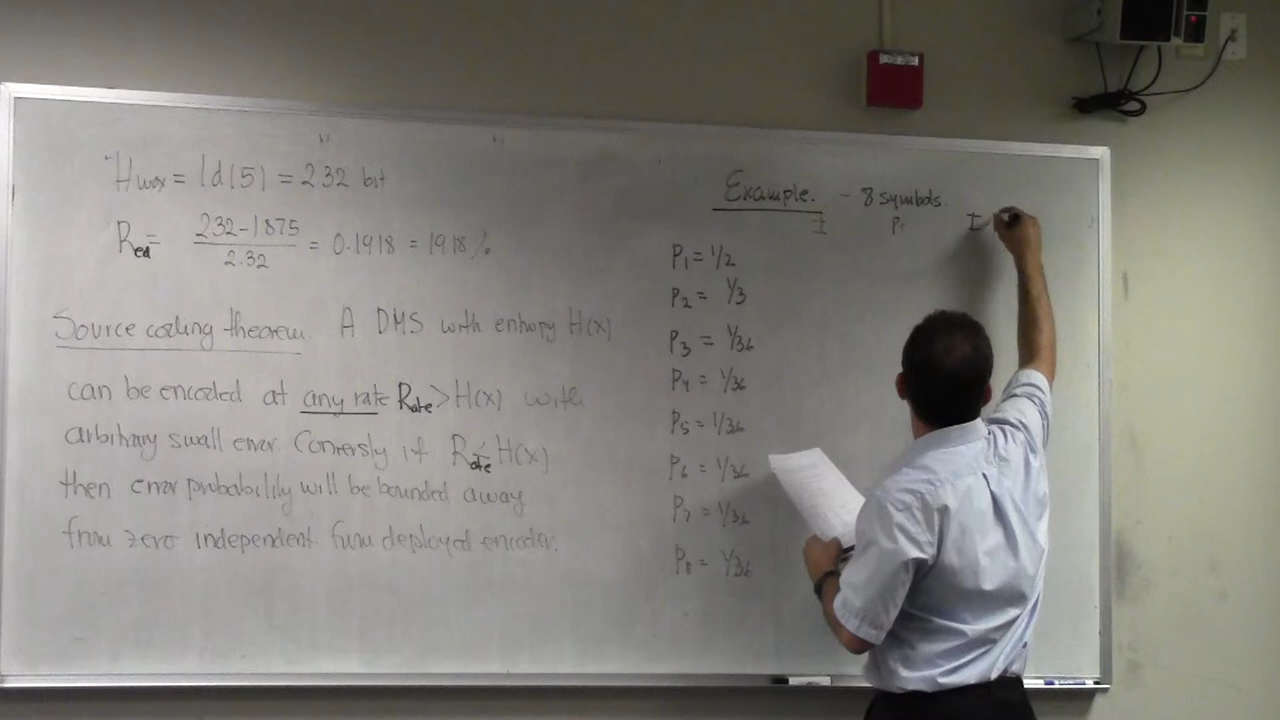 Hmax = ld(5) = 2.32 bit
Red = 2.32-1.875 / 2.32 = 0.1918 = 19.18 %
Source coding theorem. A DMS with entropy H(x)
can be encoded at any rate Rate > H(x) with
arbitrary small error. Conversly if Rate < H(x)
then error probability will be bounded away
from zero independent from deployed encoder.
Example. - 8 symbols.
I Pi I
P1 = 1/2
P2 = 1/3
P3 = 1/36
P4 = 1/36
P5 = 1/36
P6 = 1/36
P7 = 1/36
P8 = 1/36